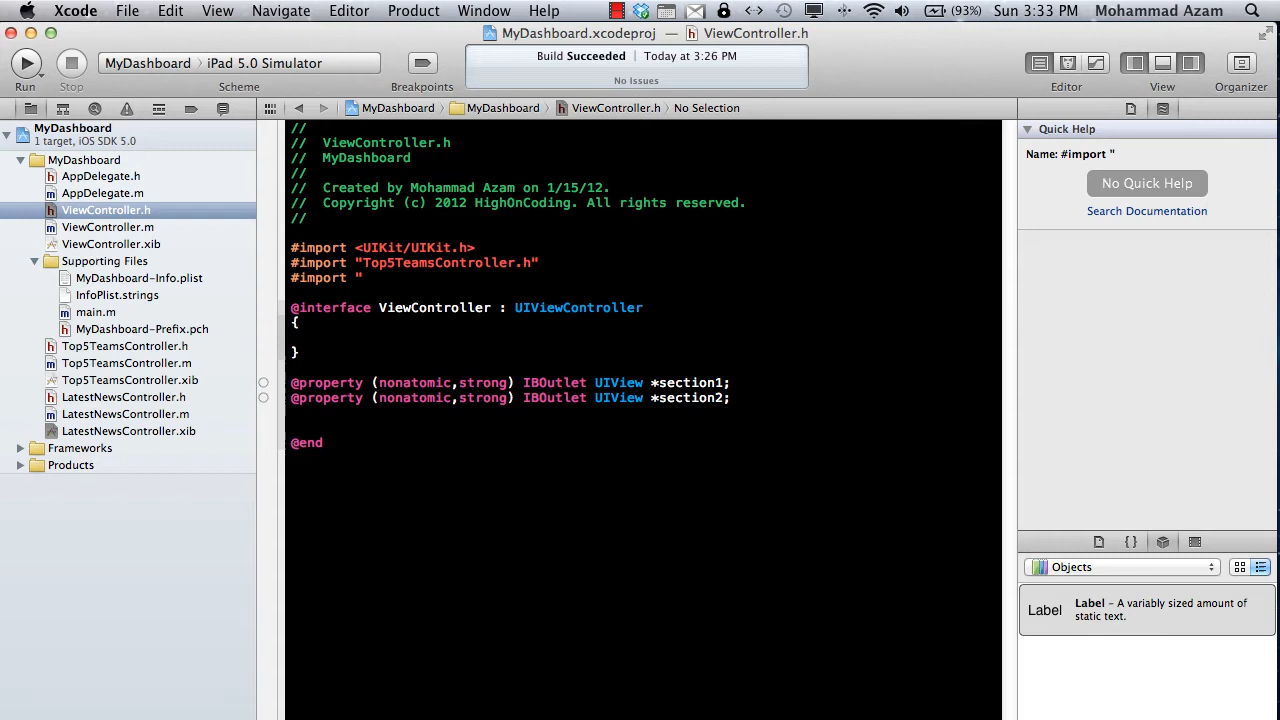 Xcode File Edit View Navigate Editor Product Window Help (93%) Sun 3:33 PM Mohammad Azam
MyDashboard.xcodeproj — ViewController.h
MyDashboard iPad 5.0 Simulator
Build Succeeded Today at 3:26 PM
No Issues
Run Stop Scheme Breakpoints Editor View Organizer
MyDashboard MyDashboard ViewController.h No Selection
MyDashboard
1 target, iOS SDK 5.0
MyDashboard
AppDelegate.h
AppDelegate.m
ViewController.h
ViewController.m
ViewController.xib
Supporting Files
MyDashboard-Info.plist
InfoPlist.strings
main.m
MyDashboard-Prefix.pch
Top5TeamsController.h
Top5TeamsController.m
Top5TeamsController.xib
LatestNewsController.h
LatestNewsController.m
LatestNewsController.xib
Frameworks
Products
//
// ViewController.h
// MyDashboard
//
// Created by Mohammad Azam on 1/15/12.
// Copyright (c) 2012 HighOnCoding. All rights reserved.
//
#import <UIKit/UIKit.h>
#import "Top5TeamsController.h"
#import "
@interface ViewController : UIViewController
{
}
@property (nonatomic,strong) IBOutlet UIView *section1;
@property (nonatomic,strong) IBOutlet UIView *section2;
@end
Quick Help
Name: #import "
No Quick Help
Search Documentation
{ }
Objects
Label
Label – A variably sized amount of
static text.